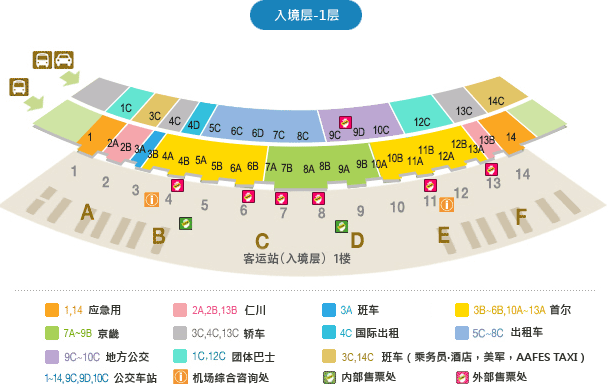 入境层-1层
1C 3C 4C 4D 5C 6C 6D 7C 8C 9C 9D 10C 12C 13C 14C
1 2A 2B 3A 3B 4A 4B 5A 5B 6A 6B 7A 7B 8A 8B 9A 9B 10A 10B 11A 11B 12A 12B 13A 13B 14
1 2 3 4 5 6 7 8 9 10 11 12 13 14
A B C D E F
客运站(入境层) 1楼
1,14 应急用 2A,2B,13B 仁川 3A 班车 3B~6B,10A~13A 首尔
7A~9B 京畿 3C,4C,13C 轿车 4C 国际出租 5C~8C 出租车
9C~10C 地方公交 1C,12C 团体巴士 3C,14C 班车(乘务员·酒店,美军,AAFES TAXI)
1~14,9C,9D,10C 公交车站 机场综合咨询处 内部售票处 外部售票处